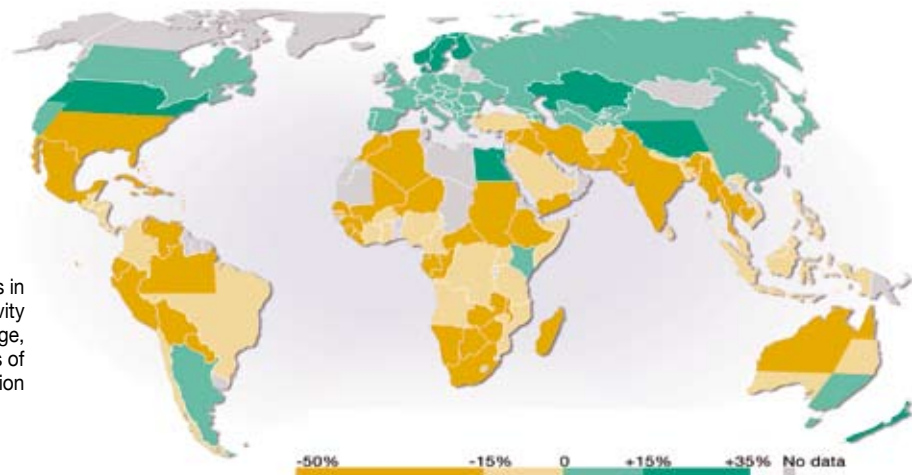 s in
vity
ge,
s of
ion
-50% -15% 0 +15% +35% No data